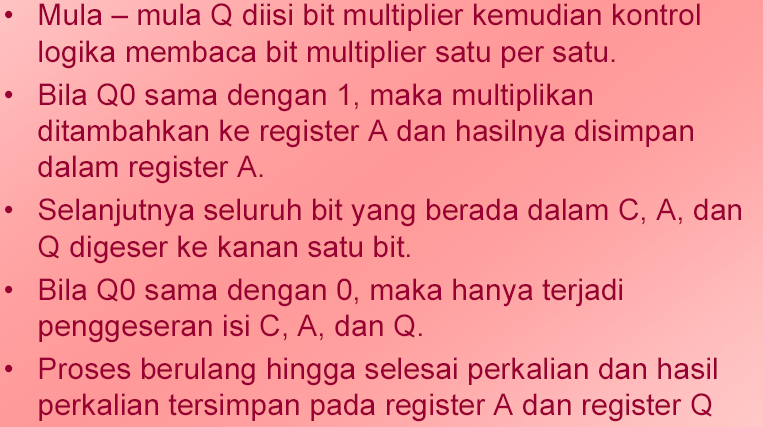 • Mula – mula Q diisi bit multiplier kemudian kontrol
logika membaca bit multiplier satu per satu.
• Bila Q0 sama dengan 1, maka multiplikan
ditambahkan ke register A dan hasilnya disimpan
dalam register A.
• Selanjutnya seluruh bit yang berada dalam C, A, dan
Q digeser ke kanan satu bit.
• Bila Q0 sama dengan 0, maka hanya terjadi
penggeseran isi C, A, dan Q.
• Proses berulang hingga selesai perkalian dan hasil
perkalian tersimpan pada register A dan register Q